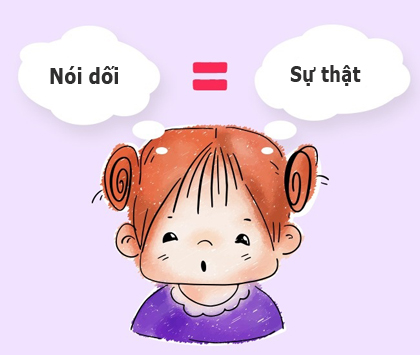 Nói dối
=
Sự thật